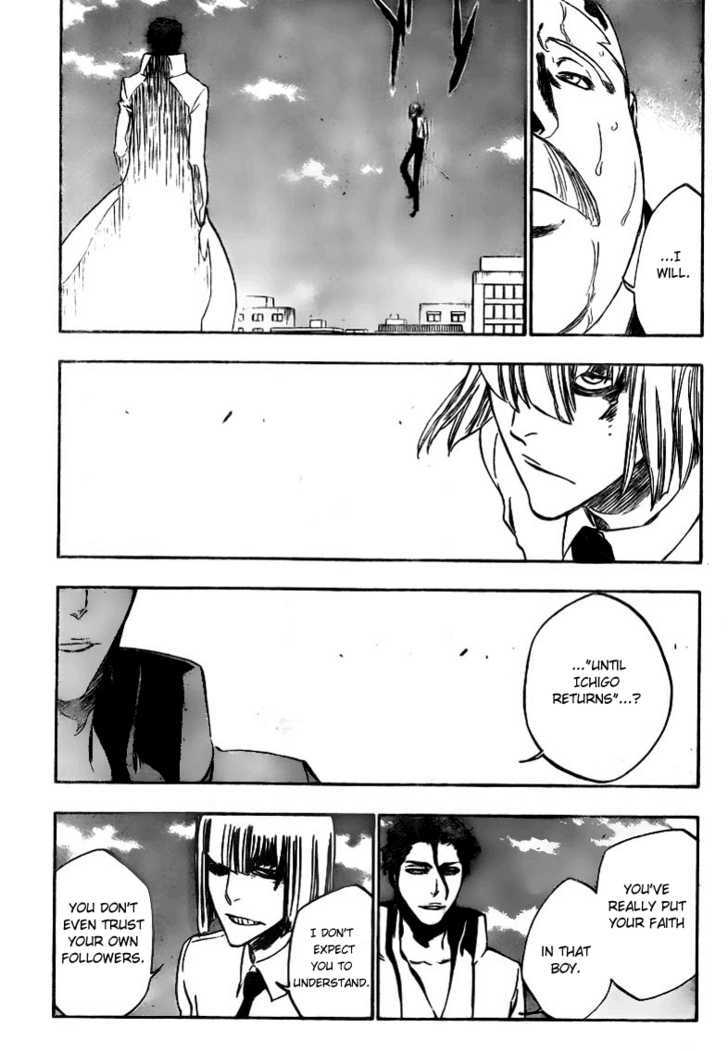 ...I
WILL.
..."UNTIL
ICHIGO
RETURNS"...?
YOU'VE
REALLY PUT
YOUR FAITH
IN THAT
BOY.
I DON'T
EXPECT
YOU TO
UNDERSTAND.
YOU DON'T
EVEN TRUST
YOUR OWN
FOLLOWERS.